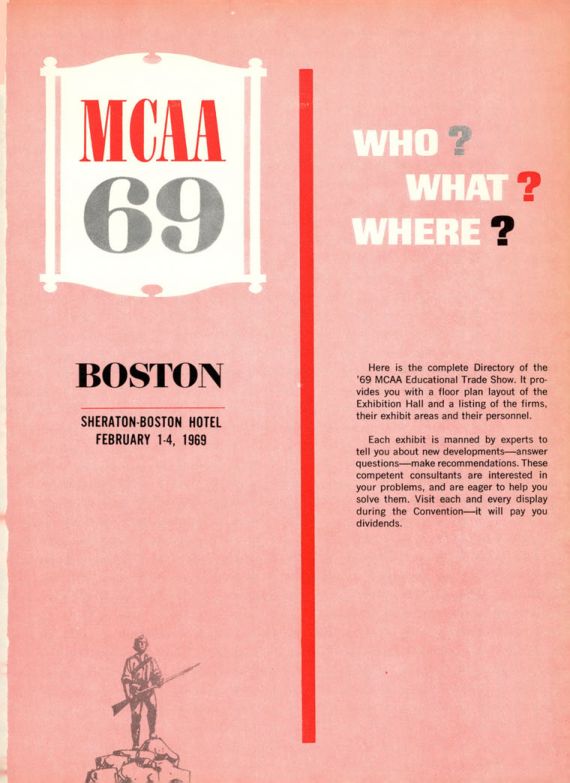 MCAA
69
BOSTON
SHERATON-BOSTON HOTEL
FEBRUARY 1-4, 1969
WHO ?
WHAT ?
WHERE ?
Here is the complete Directory of the
'69 MCAA Educational Trade Show. It pro-
vides you with a floor plan layout of the
Exhibition Hall and a listing of the firms,
their exhibit areas and their personnel.
Each exhibit is manned by experts to
tell you about new developments—answer
questions—make recommendations. These
competent consultants are interested in
your problems, and are eager to help you
solve them. Visit each and every display
during the Convention—it will pay you
dividends.